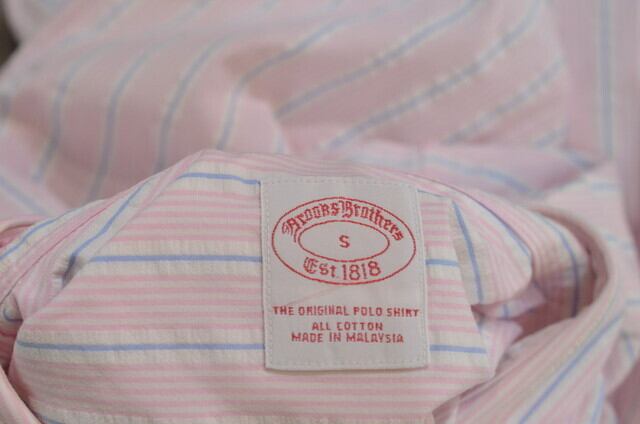 Brooks Brothers
S
Est. 1818
THE ORIGINAL POLO SHIRT
ALL COTTON
MADE IN MALAYSIA